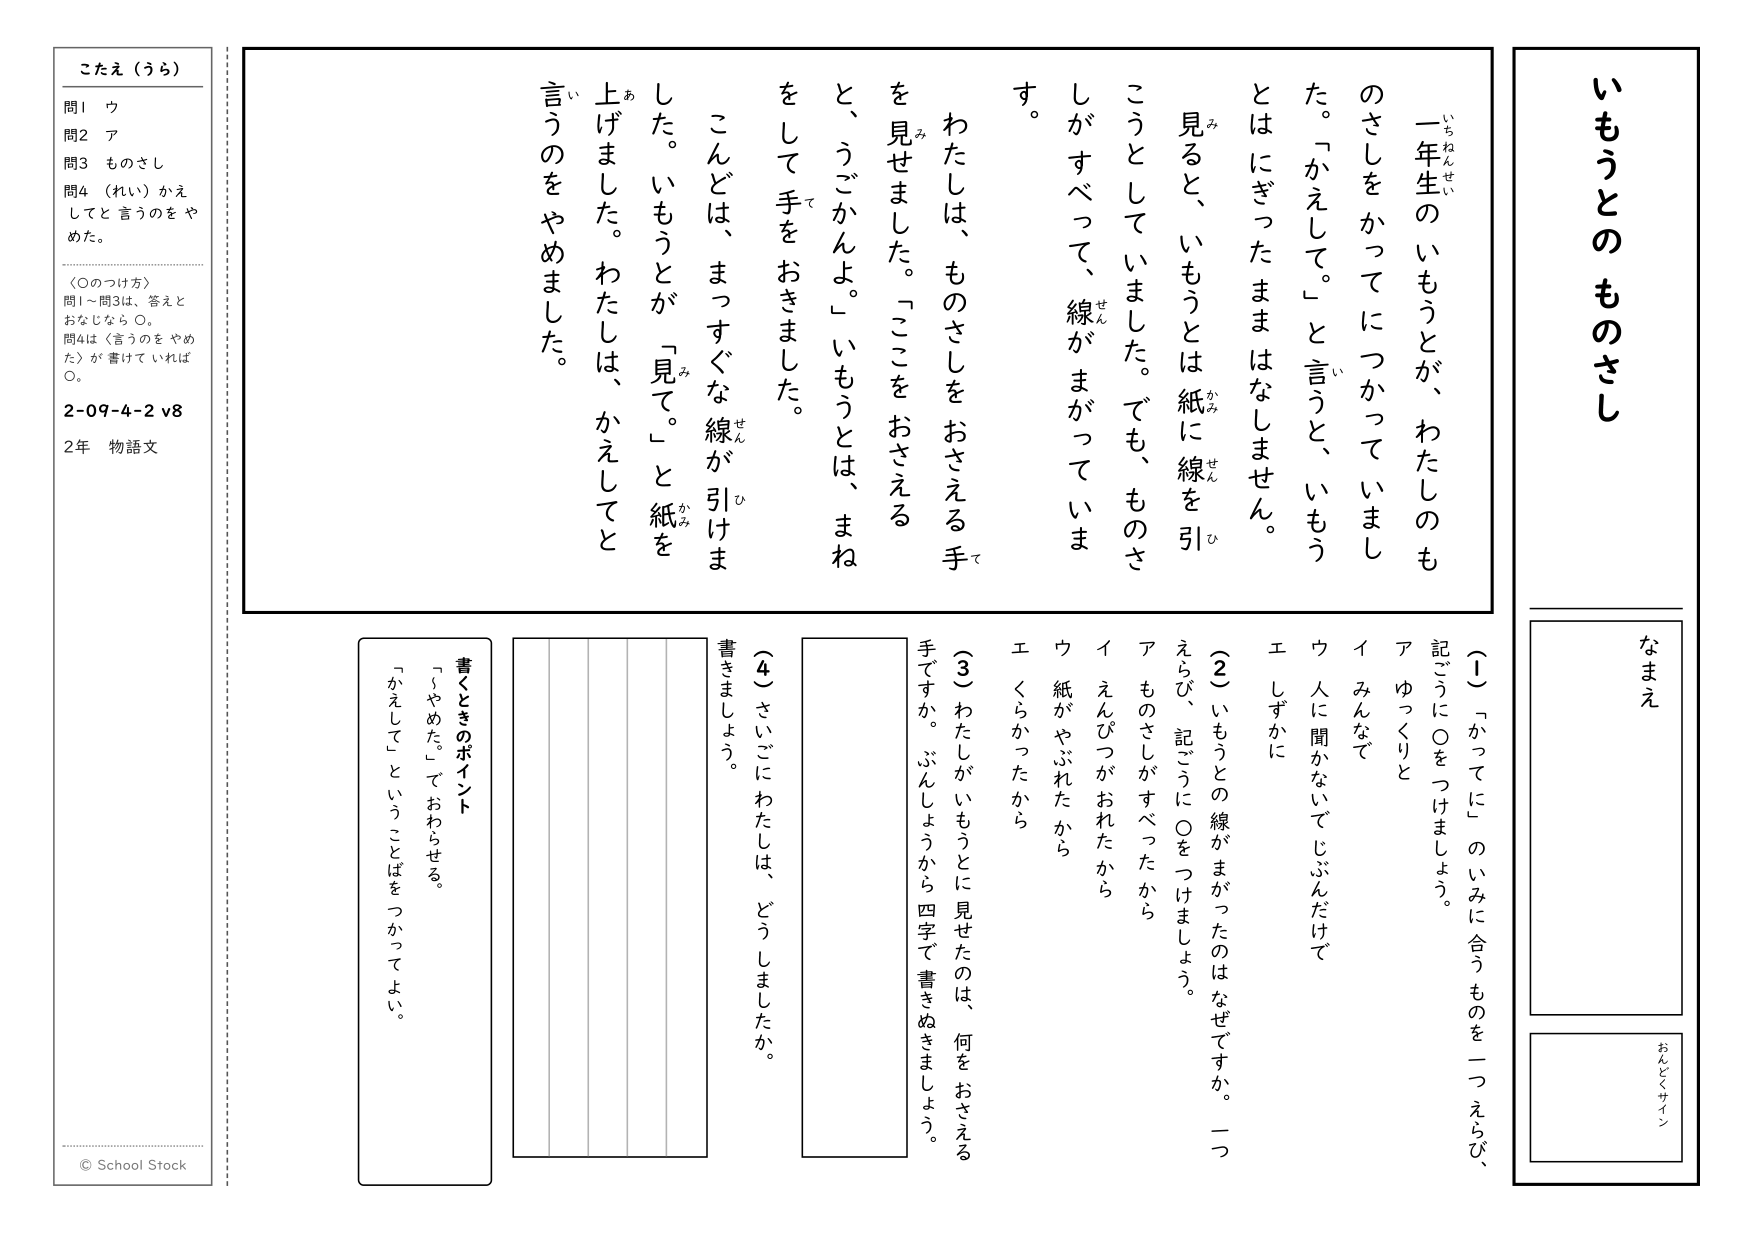 いもうとの ものさし
なまえ
おんどくサイン
一年生の いもうとが、わたしの も
のさしを かってに つかって いまし
た。「かえして。」と 言うと、いもう
とは にぎった まま はなしません。
見ると、いもうとは 紙に 線を 引
こうと して いました。でも、ものさ
しが すべって、線が まがって いま
す。
わたしは、ものさしを おさえる 手
を 見せました。「ここを おさえる
と、うごかんよ。」いもうとは、まね
を して 手を おきました。
こんどは、まっすぐな 線が 引けま
した。いもうとが「見て。」と 紙を
上げました。わたしは、かえしてと
言うのを やめました。
(1)「かってに」の いみに 合う ものを 一つ えらび、
記ごうに ○を つけましょう。
ア ゆっくりと
イ みんなで
ウ 人に 聞かないで じぶんだけで
エ しずかに
(2) いもうとの 線が まがったのは なぜですか。一つ
えらび、記ごうに ○を つけましょう。
ア ものさしが すべった から
イ えんぴつが おれた から
ウ 紙が やぶれた から
エ くらかった から
(3) わたしが いもうとに 見せたのは、何を おさえる
手ですか。ぶんしょうから 四字で 書きぬきましょう。
(4) さいごに わたしは、どう しましたか。
書きましょう。
書くときのポイント
「〜やめた。」で おわらせる。
「かえして」と いう ことばを つかって よい。
こたえ（うら）
問1 ウ
問2 ア
問3 ものさし
問4 （れい）かえ
してと 言うのを や
めた。
〈○のつけ方〉
問1〜問3は、答えと
おなじなら ○。
問4は〈言うのを やめ
た〉が 書けて いれば
○。
2-09-4-2 v8
2年 物語文
© School Stock